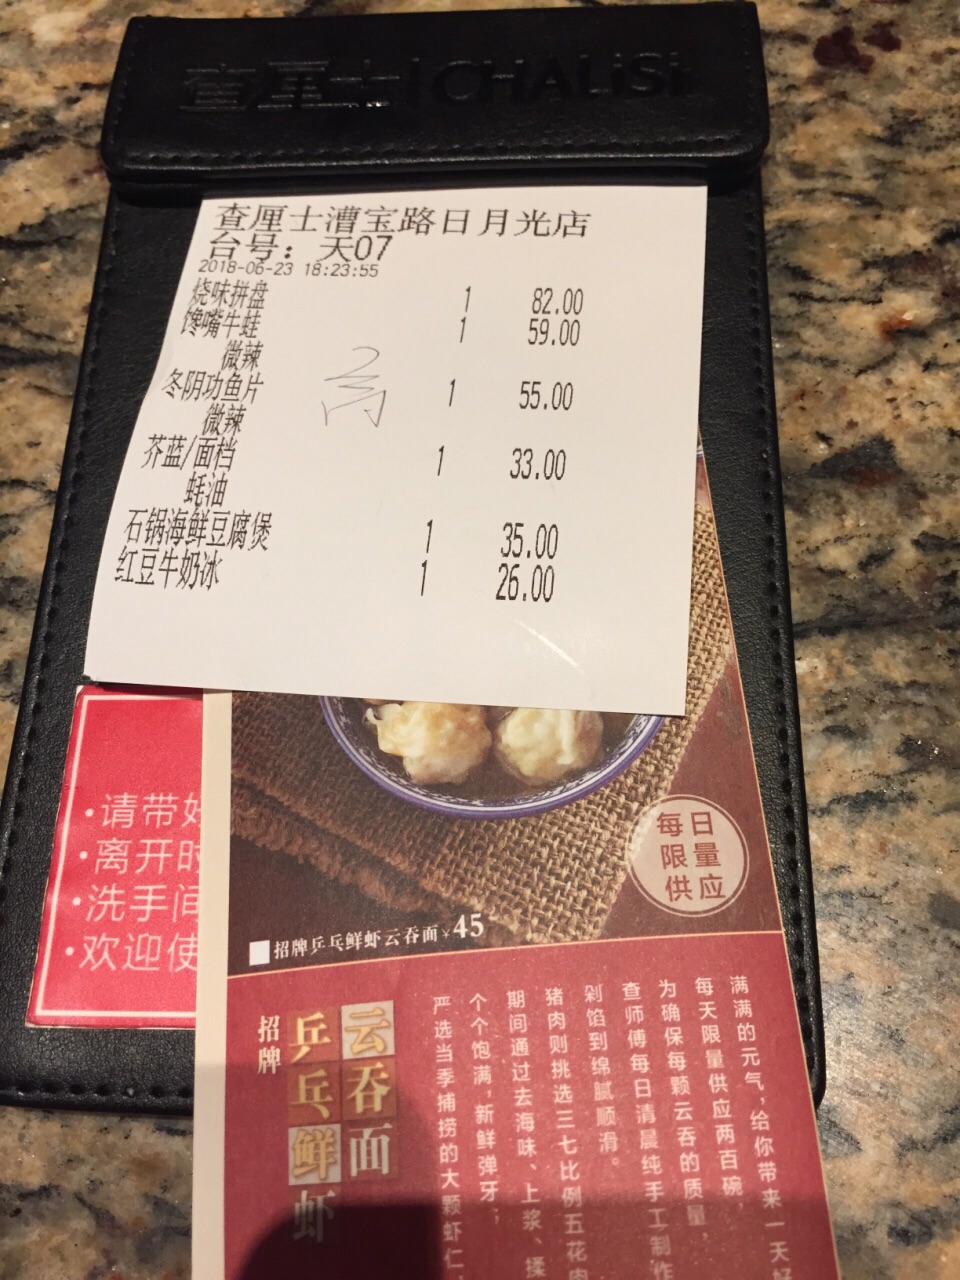 查厘士 | CHALiSi
查厘士漕宝路日月光店
台号: 天07
2018-06-23 18:23:55
烧味拼盘 1 82.00
馋嘴牛蛙 1 59.00
微辣
冬阴功鱼片 1 55.00
微辣
芥蓝/面档 1 33.00
蚝油
石锅海鲜豆腐煲 1 35.00
红豆牛奶冰 1 26.00
·请带好
·离开时
·洗手间
·欢迎使
每日
限量
供应
招牌乒乓鲜虾云吞面 ¥45
招牌
云吞面
乒乓鲜虾
满满的元气,给你带来一天好
每天限量供应两百碗,
为确保每颗云吞的质量,
查师傅每日清晨纯手工制作
剁馅到绵腻顺滑。
猪肉则挑选三七比例五花肉
期间通过去海味、上浆、揉
个个饱满,新鲜弹牙;
严选当季捕捞的大颗虾仁,